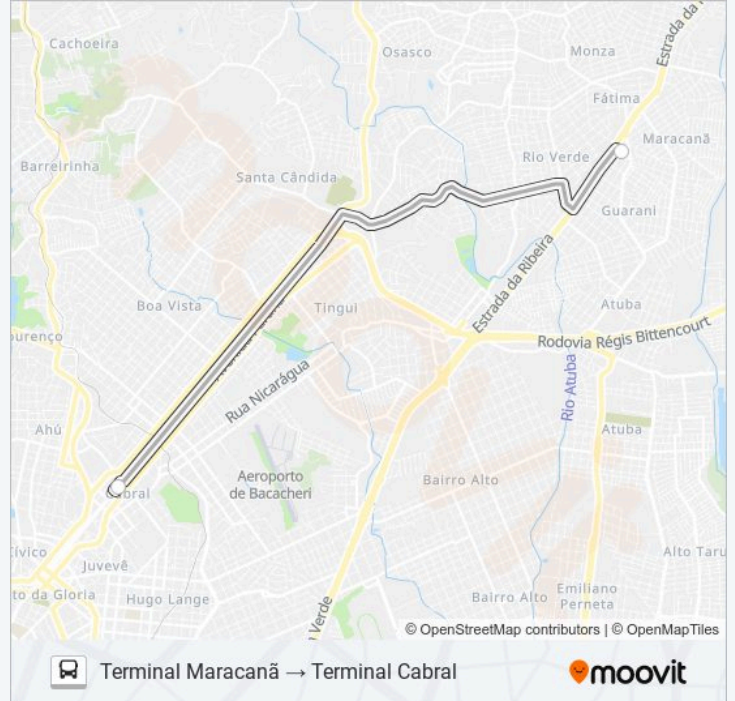 Cachoeira
Osasco
Monza
Estrada da
Fátima
Maracanã
Rio Verde
Barreirinha
Santa Cândida
Guarani
Estrada da Ribeira
Boa Vista
Tingui
Atuba
Rodovia Régis Bittencourt
ourenço
Rua Nicarágua
Rio Atuba
Ahú
Atuba
Aeroporto
de Bacacheri
Bairro Alto
Cabral
Cívico
Juvevê
Alto Taru
to da Glória
Hugo Lange
Bairro Alto
Emiliano
Perneta
Verde
© OpenStreetMap contributors | © OpenMapTiles
Terminal Maracanã → Terminal Cabral
moovit